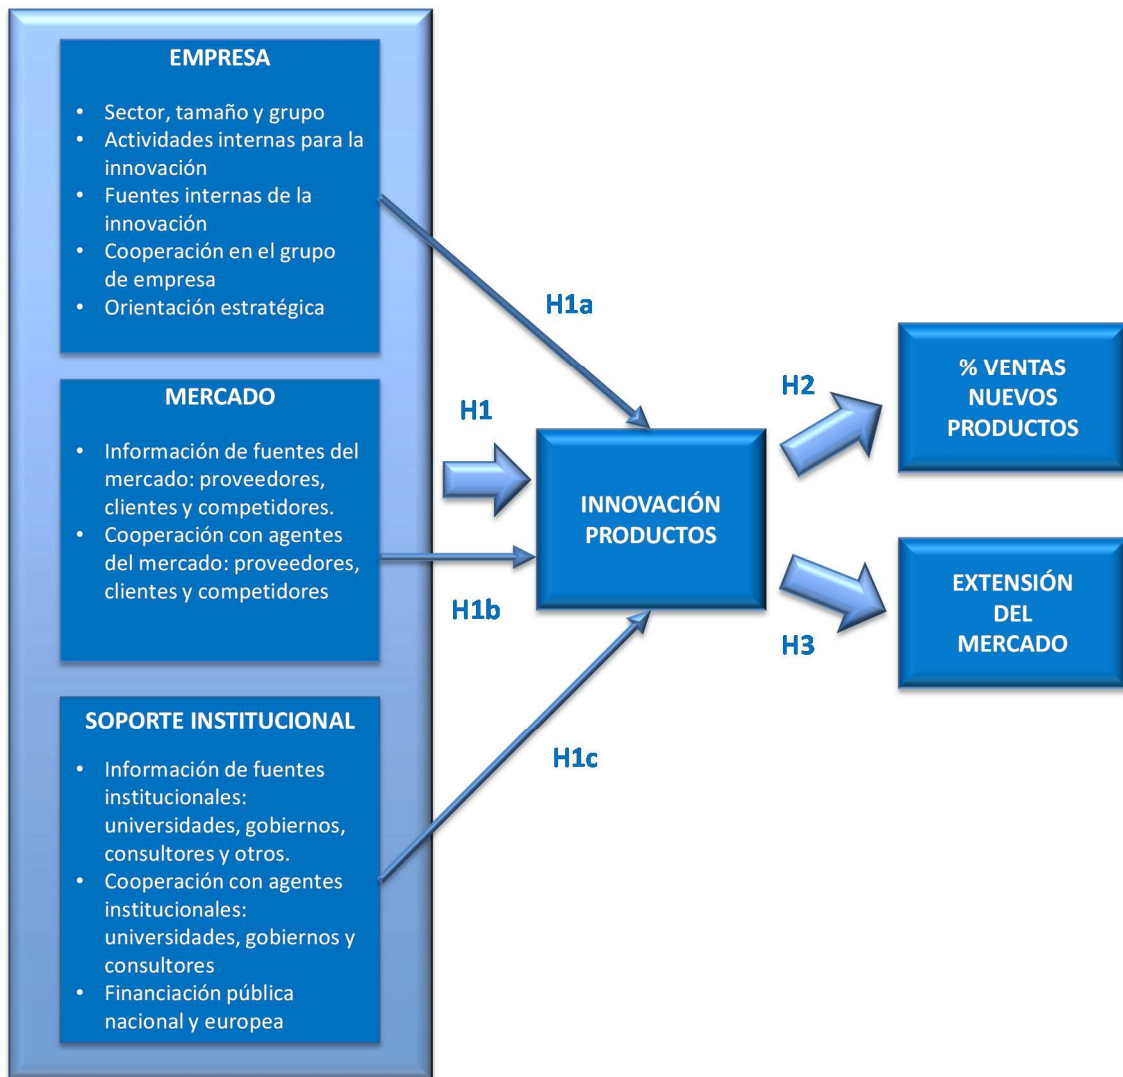 EMPRESA
• Sector, tamaño y grupo
• Actividades internas para la
innovación
• Fuentes internas de la
innovación
• Cooperación en el grupo
de empresa
• Orientación estratégica
MERCADO
• Información de fuentes del
mercado: proveedores,
clientes y competidores.
• Cooperación con agentes
del mercado: proveedores,
clientes y competidores
SOPORTE INSTITUCIONAL
• Información de fuentes
institucionales:
universidades, gobiernos,
consultores y otros.
• Cooperación con agentes
institucionales:
universidades, gobiernos y
consultores
• Financiación pública
nacional y europea
H1a
H1
H1b
H1c
INNOVACIÓN
PRODUCTOS
H2
H3
% VENTAS
NUEVOS
PRODUCTOS
EXTENSIÓN
DEL
MERCADO